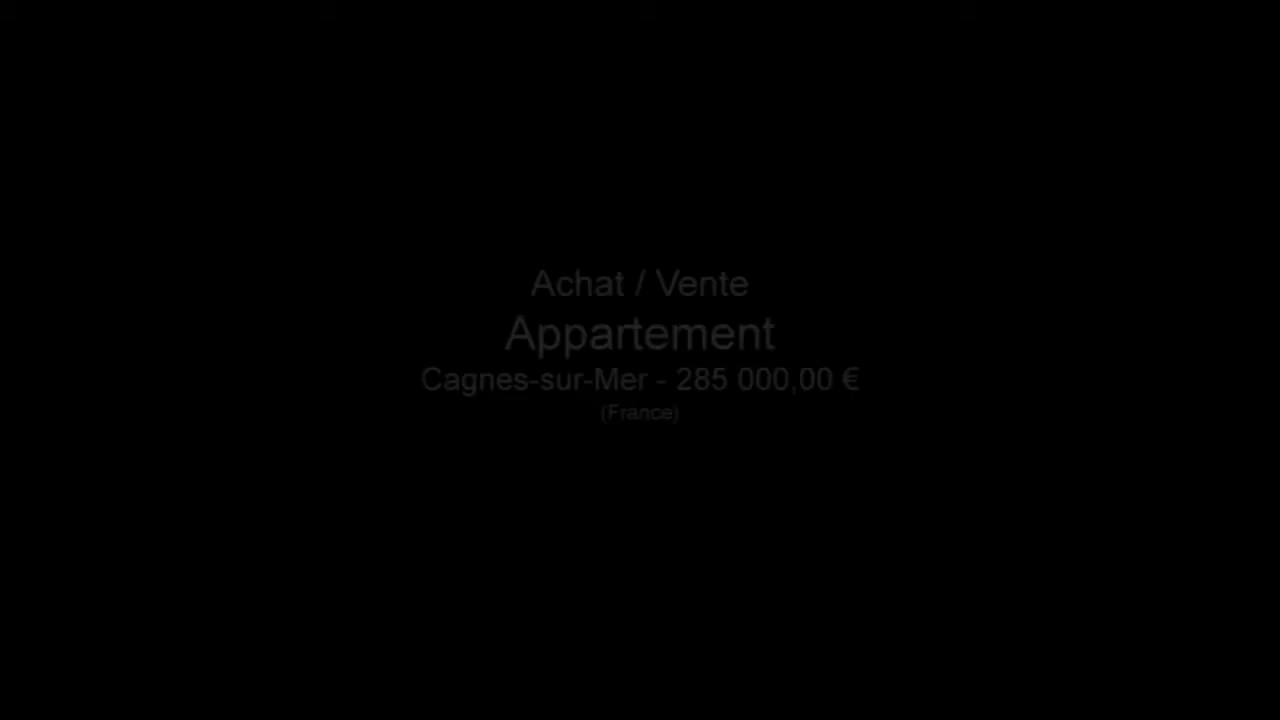 Achat / Vente
Appartement
Cagnes-sur-Mer - 285 000,00 €
(France)